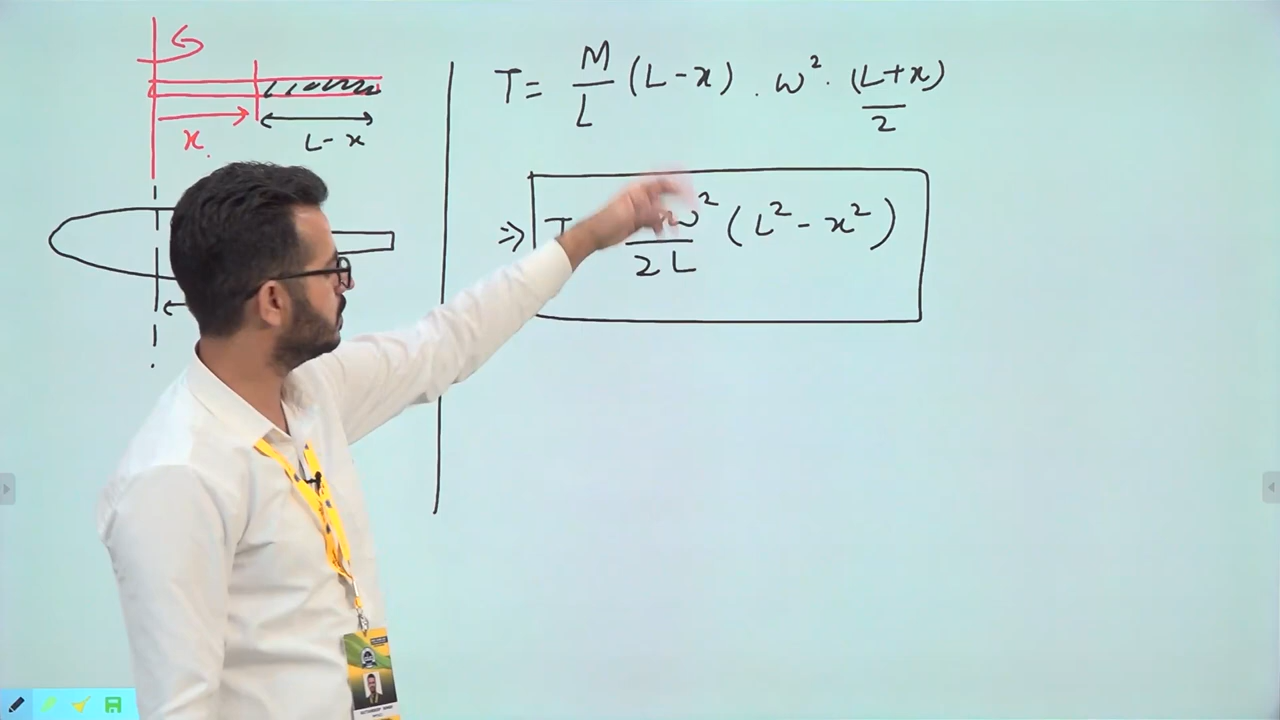 x
L - x
T = M/L (L - x) . ω² . (L + x)/2
⇒ T ω²/2L (L² - x²)